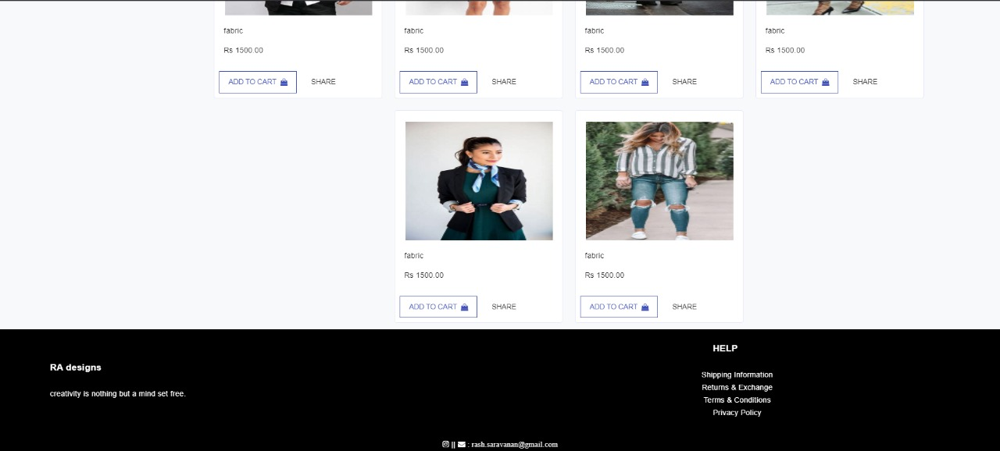 fabric fabric fabric fabric
Rs 1500.00 Rs 1500.00 Rs 1500.00 Rs 1500.00
ADD TO CART SHARE ADD TO CART SHARE ADD TO CART SHARE ADD TO CART SHARE
fabric fabric
Rs 1500.00 Rs 1500.00
ADD TO CART SHARE ADD TO CART SHARE
RA designs
creativity is nothing but a mind set free.
HELP
Shipping Information
Returns & Exchange
Terms & Conditions
Privacy Policy
|| : rash.saravanan@gmail.com